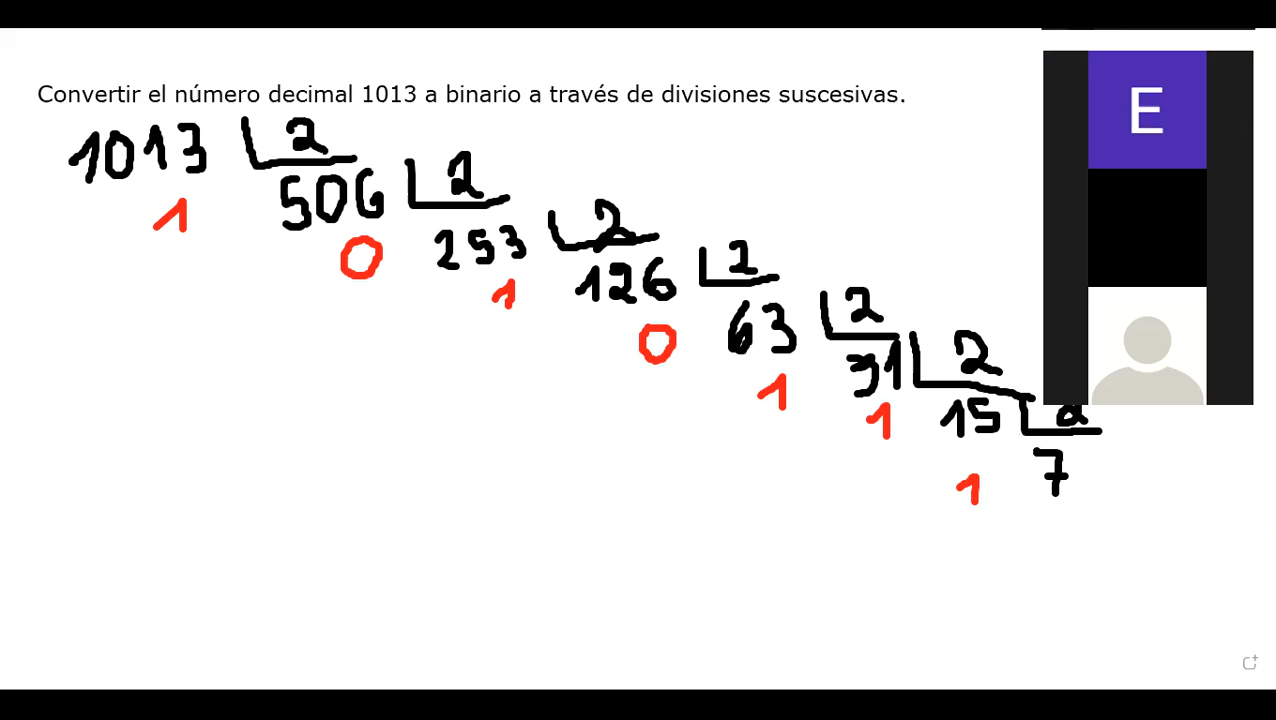 Convertir el número decimal 1013 a binario a través de divisiones suscesivas.
E
1013 2
1 506 2
0 253 2
1 126 2
0 63 2
1 31 2
1 15 2
1 7